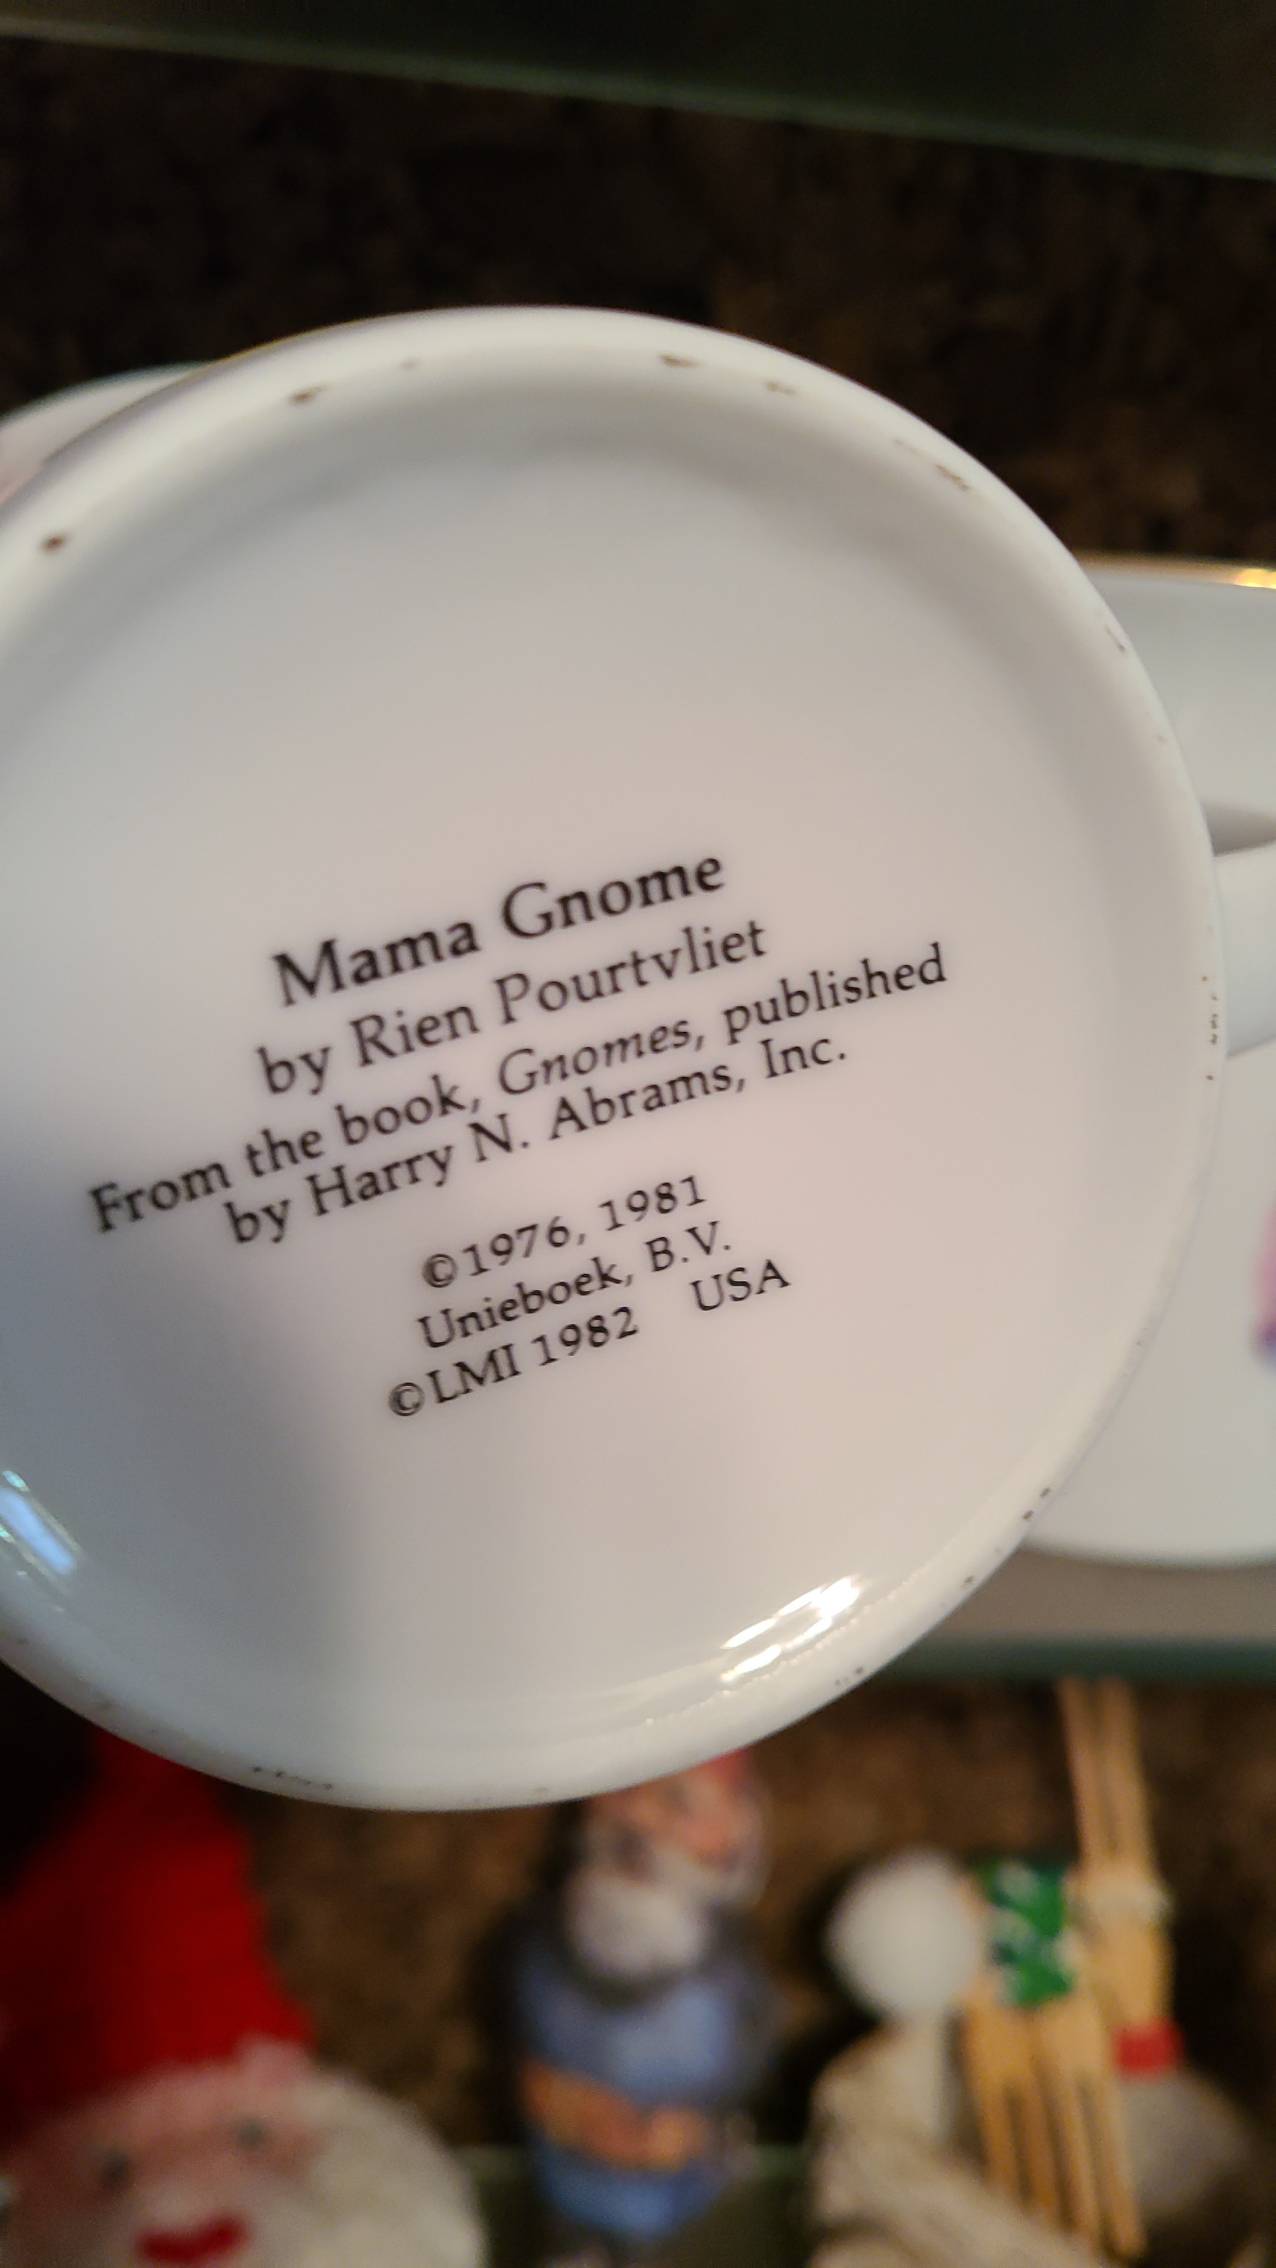 Mama Gnome
by Rien Pourtvliet
From the book, Gnomes, published
by Harry N. Abrams, Inc.
©1976, 1981
Unieboek, B.V.
©LMI 1982 USA